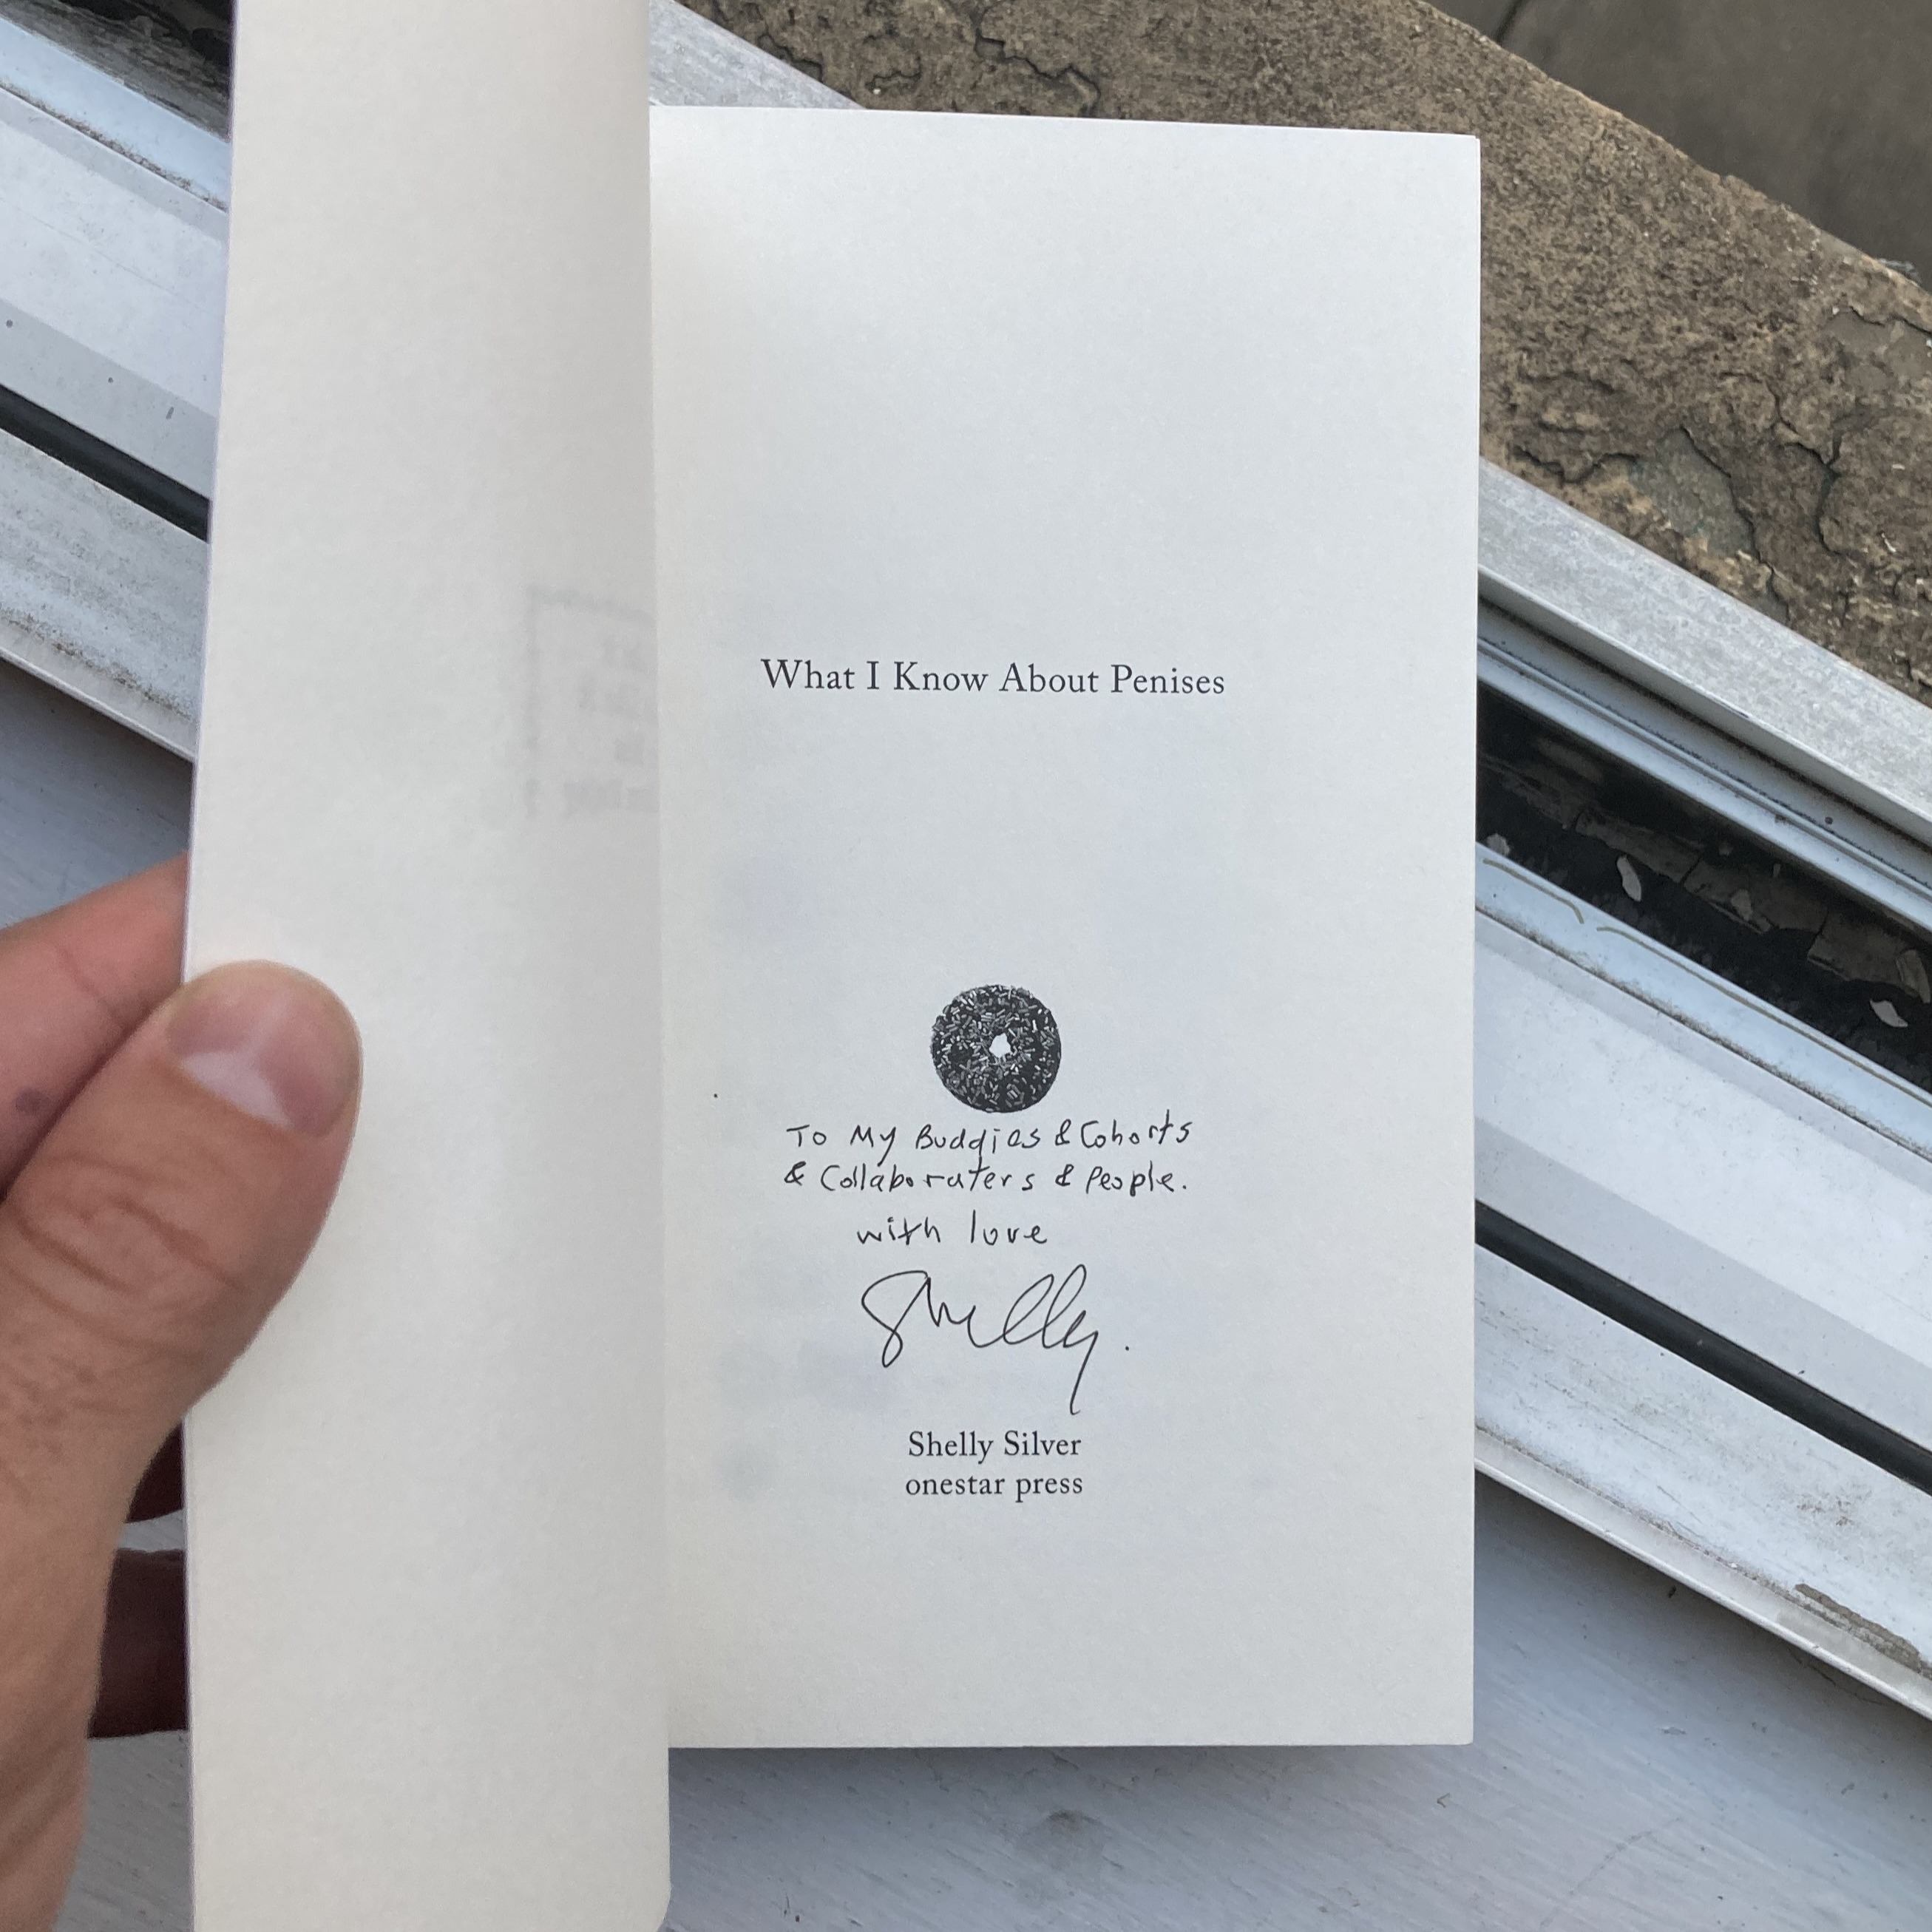 What I Know About Penises
To My Buddies & Cohorts
& Collaboraters & People.
with love
Shelly.
Shelly Silver
onestar press